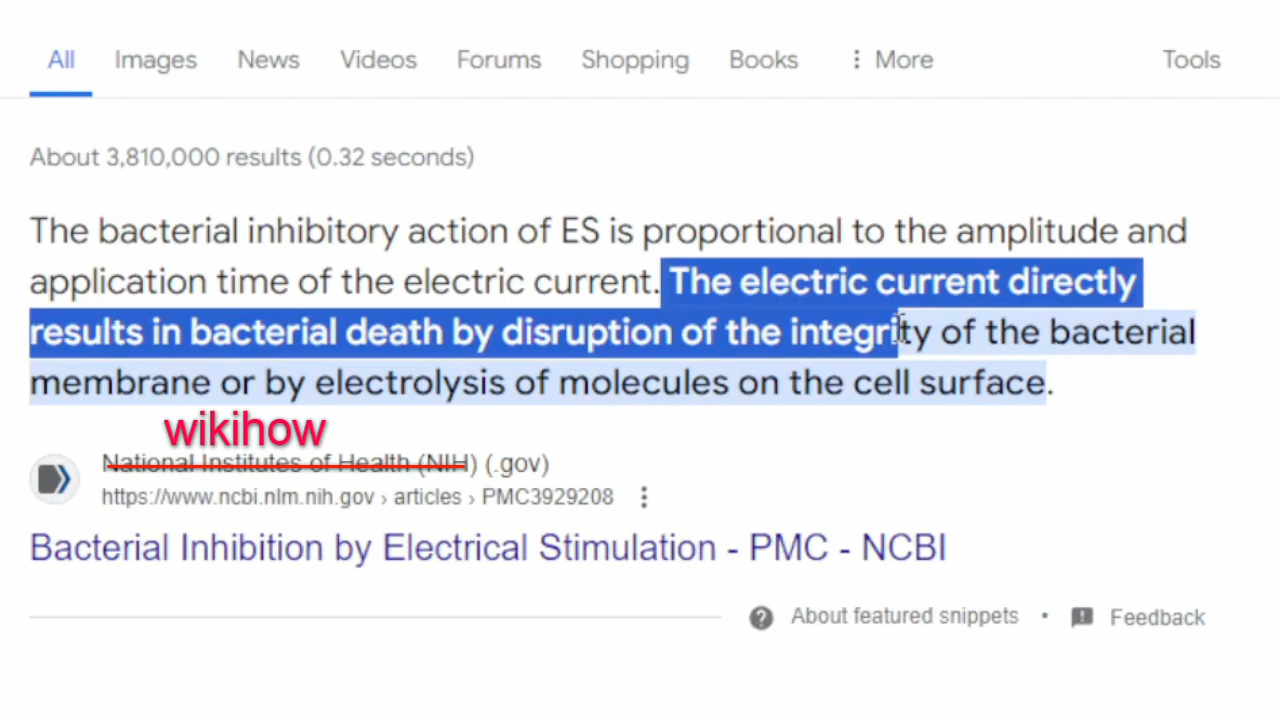 All Images News Videos Forums Shopping Books More Tools
About 3,810,000 results (0.32 seconds)
The bacterial inhibitory action of ES is proportional to the amplitude and
application time of the electric current. The electric current directly
results in bacterial death by disruption of the integrity of the bacterial
membrane or by electrolysis of molecules on the cell surface.
wikihow
National Institutes of Health (NIH) (.gov)
https://www.ncbi.nlm.nih.gov › articles › PMC3929208
Bacterial Inhibition by Electrical Stimulation - PMC - NCBI
About featured snippets • Feedback